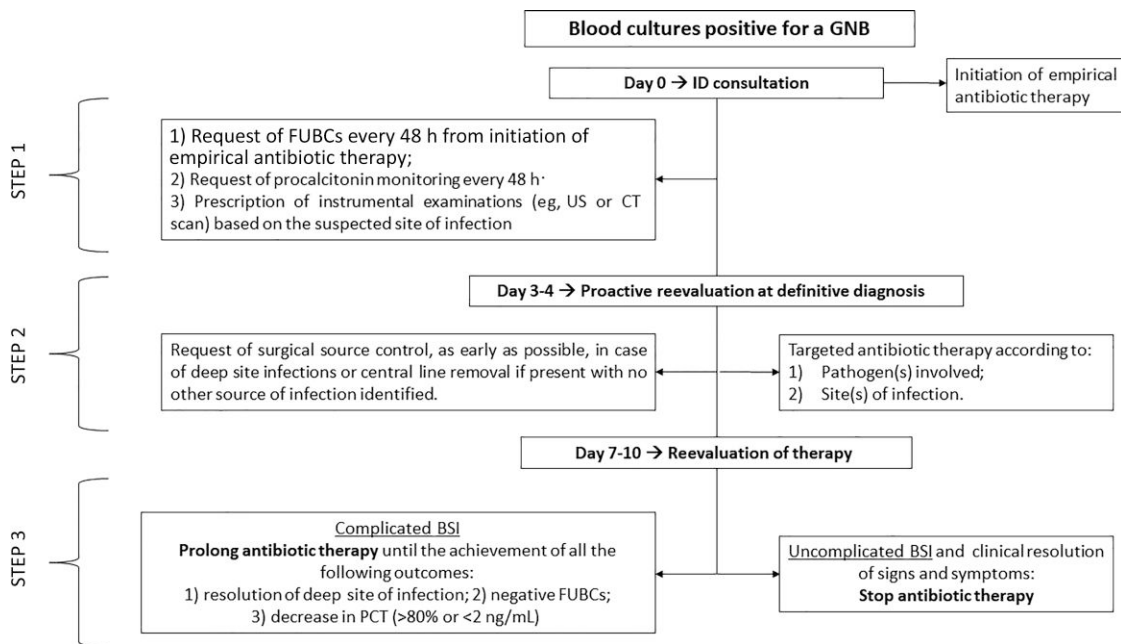 Blood cultures positive for a GNB
Day 0 → ID consultation
Initiation of empirical
antibiotic therapy
STEP 1
1) Request of FUBCs every 48 h from initiation of
empirical antibiotic therapy;
2) Request of procalcitonin monitoring every 48 h·
3) Prescription of instrumental examinations (eg, US or CT
scan) based on the suspected site of infection
Day 3-4 → Proactive reevaluation at definitive diagnosis
STEP 2
Request of surgical source control, as early as possible, in case
of deep site infections or central line removal if present with no
other source of infection identified.
Targeted antibiotic therapy according to:
1) Pathogen(s) involved;
2) Site(s) of infection.
Day 7-10 → Reevaluation of therapy
STEP 3
Complicated BSI
Prolong antibiotic therapy until the achievement of all the
following outcomes:
1) resolution of deep site of infection; 2) negative FUBCs;
3) decrease in PCT (>80% or <2 ng/mL)
Uncomplicated BSI and clinical resolution
of signs and symptoms:
Stop antibiotic therapy